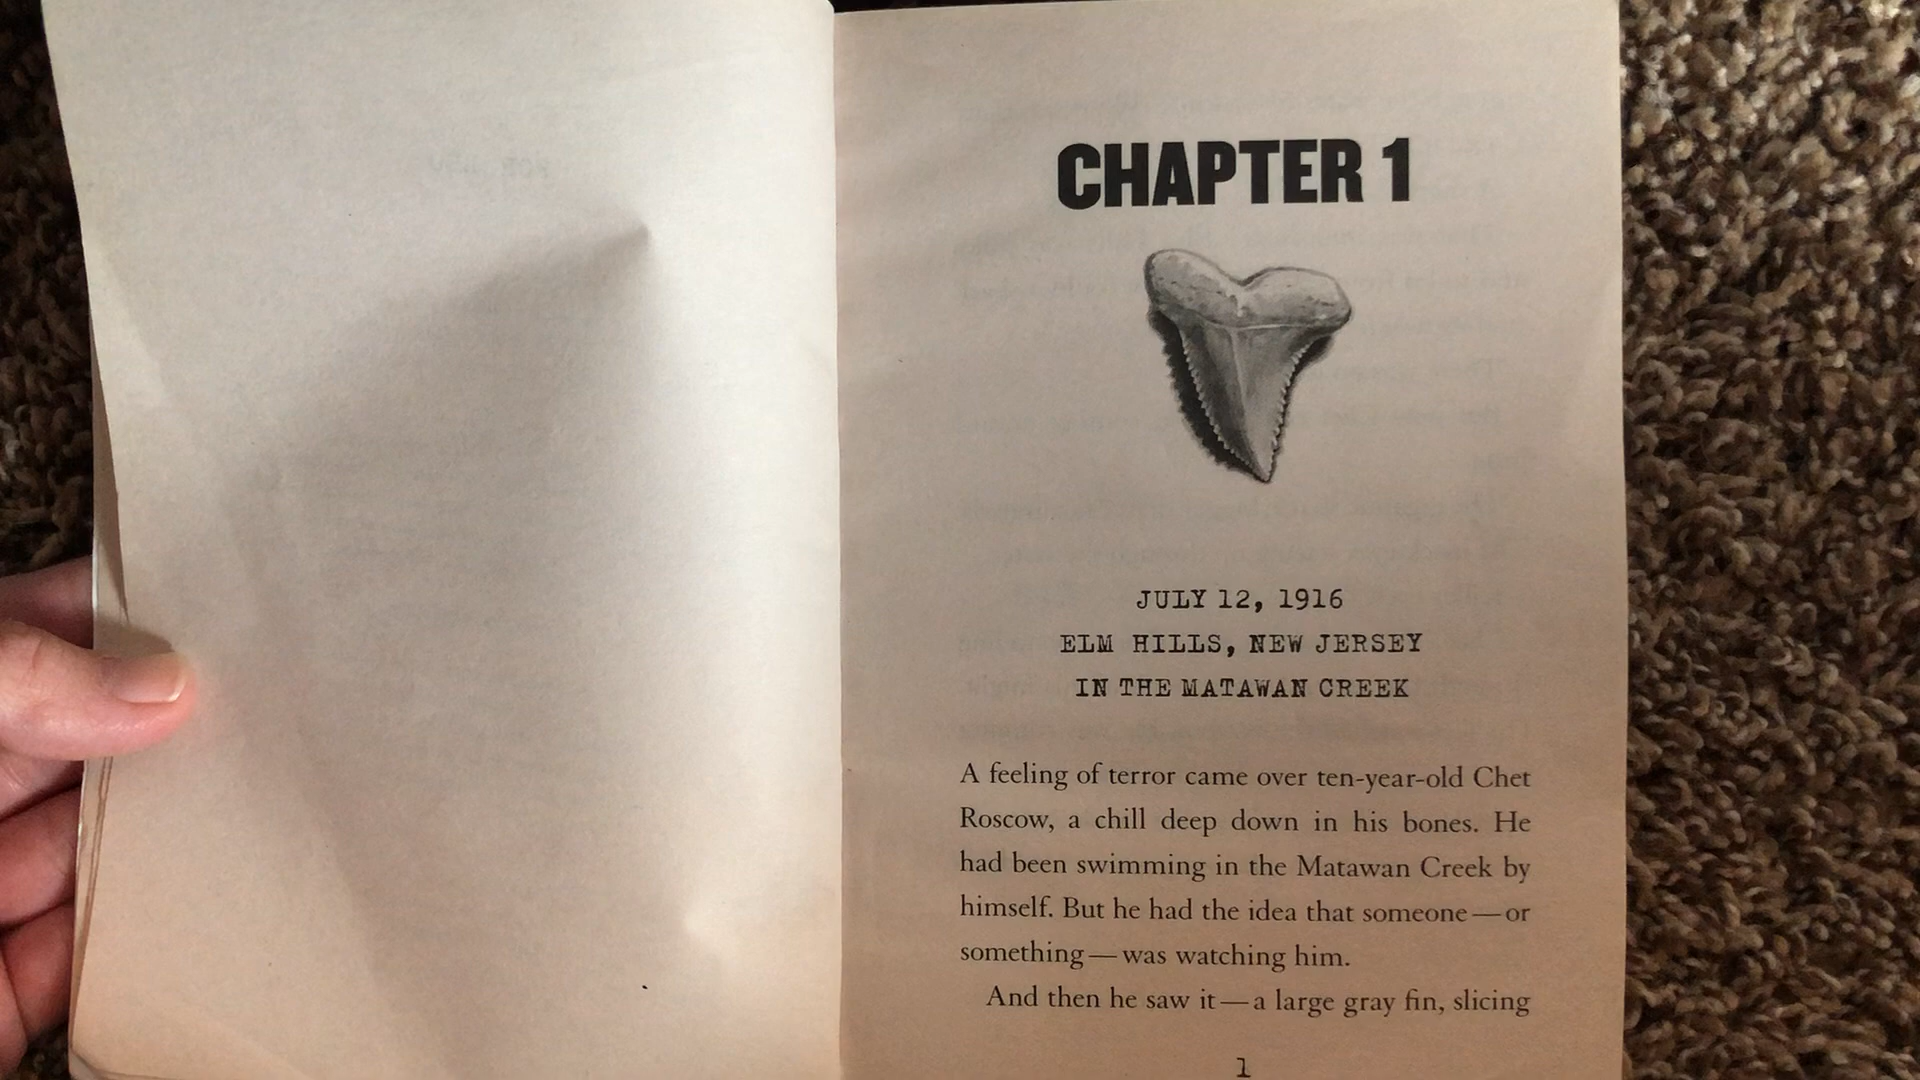 CHAPTER 1
JULY 12, 1916
ELM HILLS, NEW JERSEY
IN THE MATAWAN CREEK
A feeling of terror came over ten-year-old Chet
Roscow, a chill deep down in his bones. He
had been swimming in the Matawan Creek by
himself. But he had the idea that someone — or
something — was watching him.
And then he saw it — a large gray fin, slicing
1